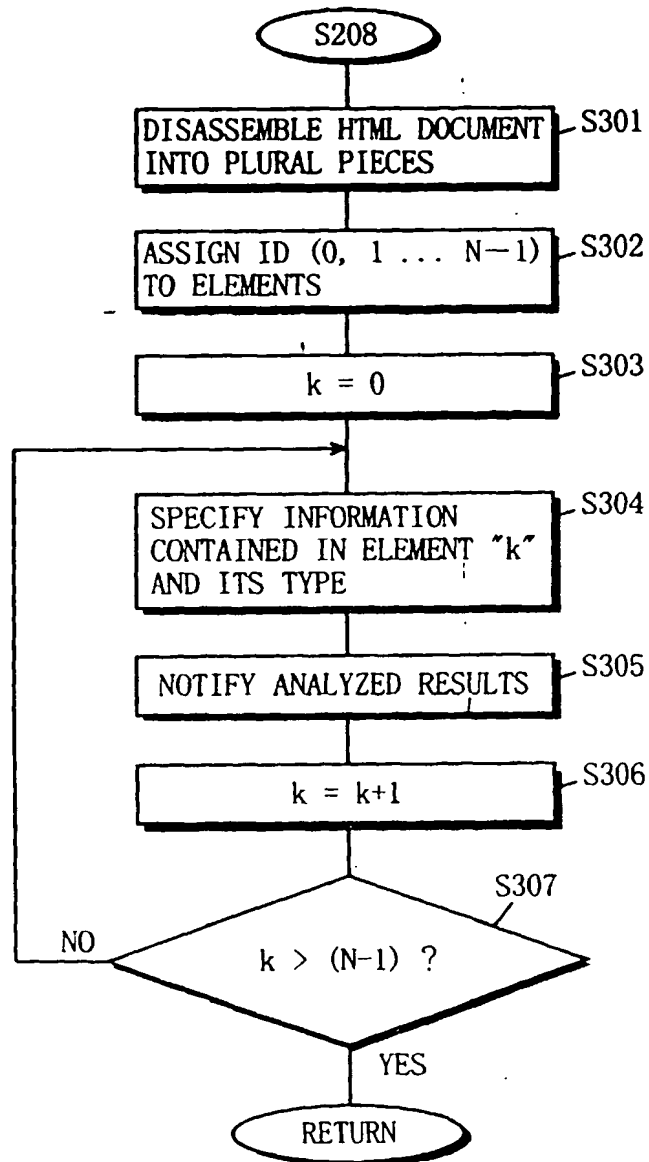 S208
DISASSEMBLE HTML DOCUMENT
INTO PLURAL PIECES
S301
ASSIGN ID (0, 1 ... N-1)
TO ELEMENTS
S302
k = 0
S303
SPECIFY INFORMATION
CONTAINED IN ELEMENT "k"
AND ITS TYPE
S304
NOTIFY ANALYZED RESULTS
S305
k = k+1
S306
S307
k > (N-1) ?
NO
YES
RETURN